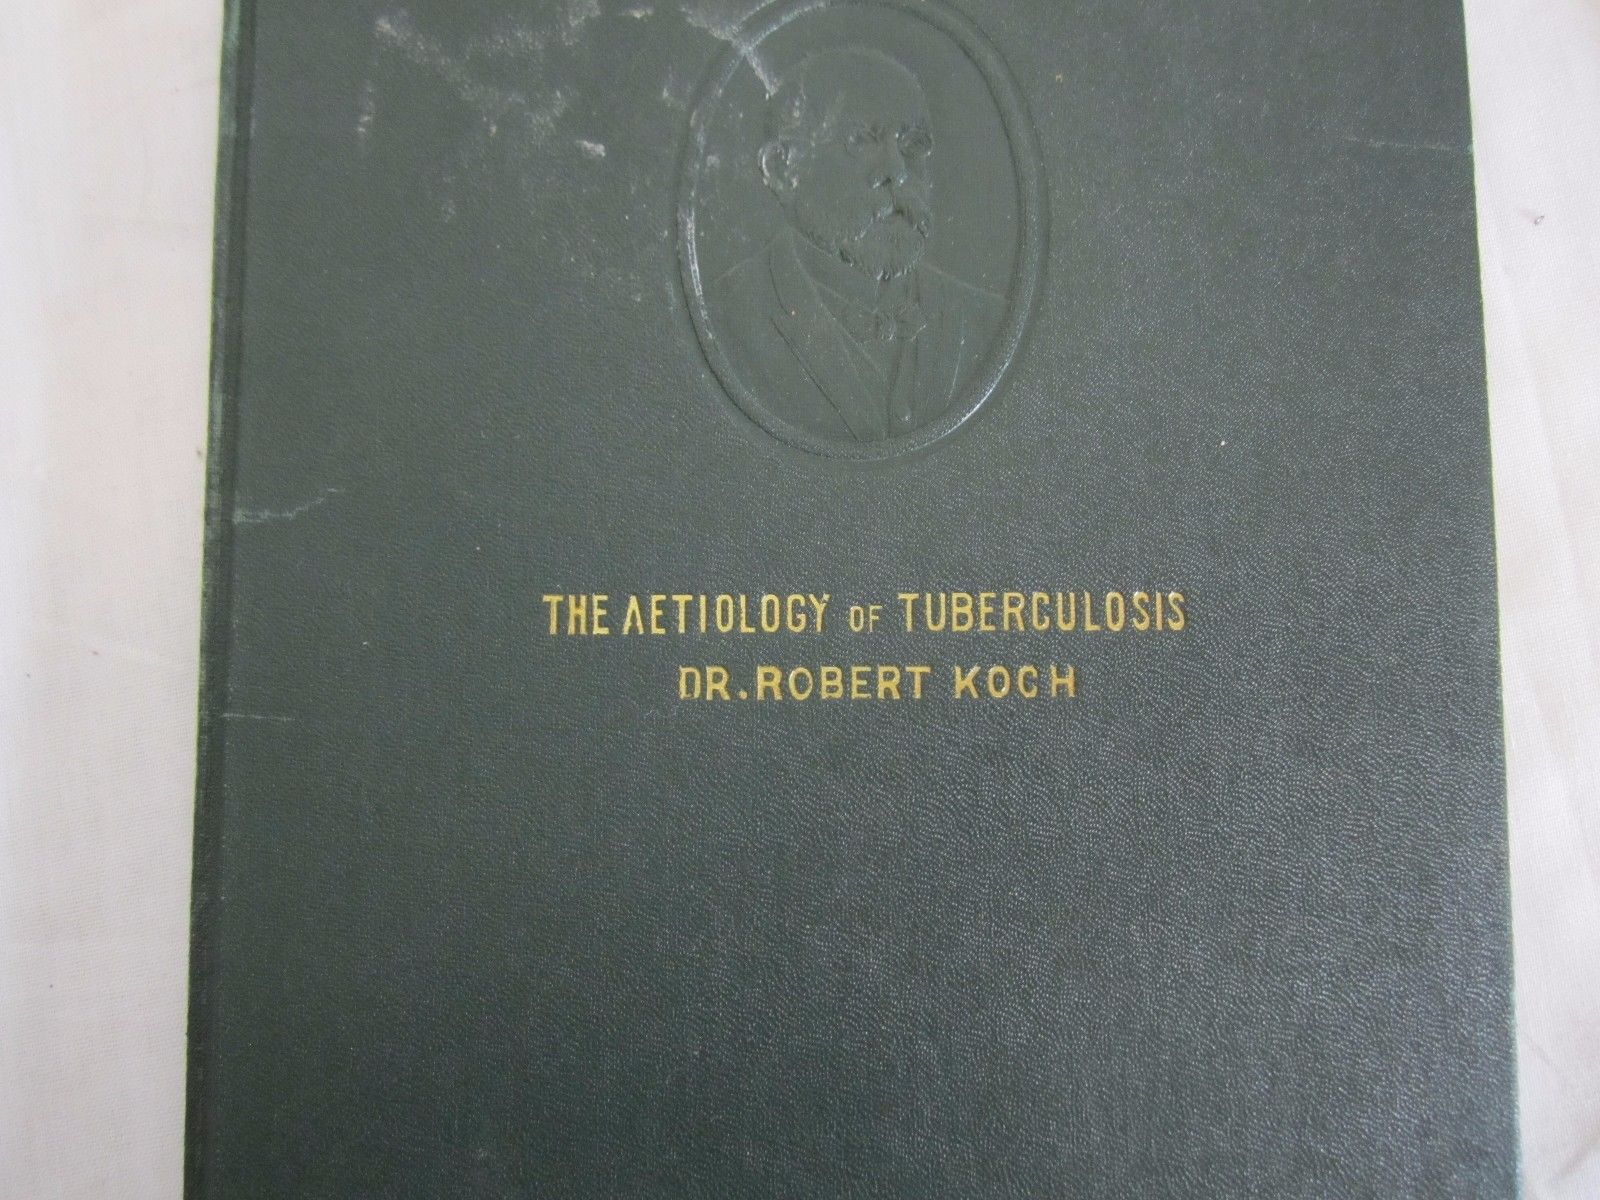 THE AETIOLOGY OF TUBERCULOSIS
DR. ROBERT KOCH